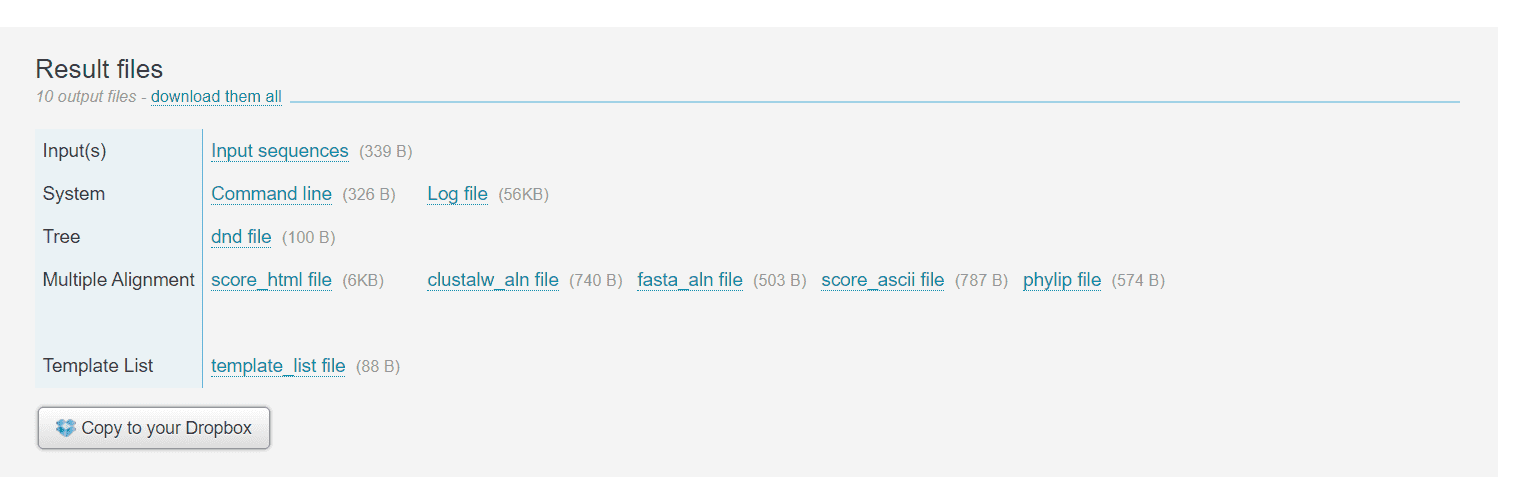 Result files
10 output files - download them all
Input(s) Input sequences (339 B)
System Command line (326 B) Log file (56KB)
Tree dnd file (100 B)
Multiple Alignment score_html file (6KB) clustalw_aln file (740 B) fasta_aln file (503 B) score_ascii file (787 B) phylip file (574 B)
Template List template_list file (88 B)
Copy to your Dropbox